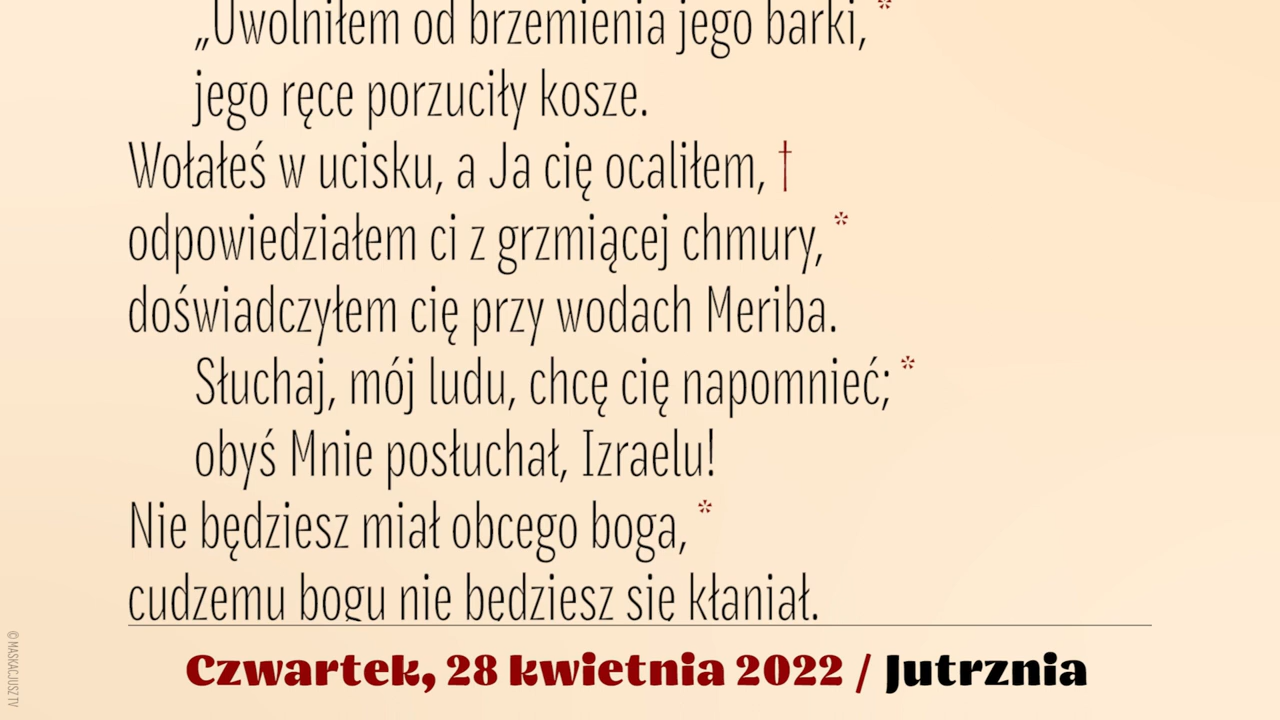 „Uwolniłem od brzemienia jego barki, *
jego ręce porzuciły kosze.
Wołałeś w ucisku, a Ja cię ocaliłem, †
odpowiedziałem ci z grzmiącej chmury, *
doświadczyłem cię przy wodach Meriba.
Słuchaj, mój ludu, chcę cię napomnieć; *
obyś Mnie posłuchał, Izraelu!
Nie będziesz miał obcego boga, *
cudzemu bogu nie będziesz się kłaniał.
Czwartek, 28 kwietnia 2022 / Jutrznia
© MASKACJUSZ TV